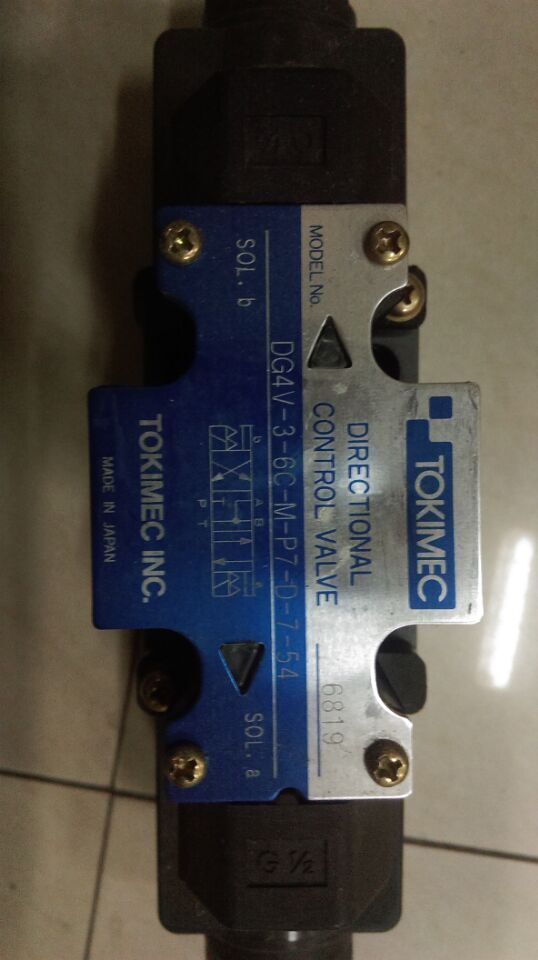 TOKIMEC
DIRECTIONAL
CONTROL VALVE
6819
MODEL No.
DG4V-3-6C-M-P7-D-7-54
SOL. b
SOL. a
b
A B
P T
TOKIMEC INC.
MADE IN JAPAN
G ½